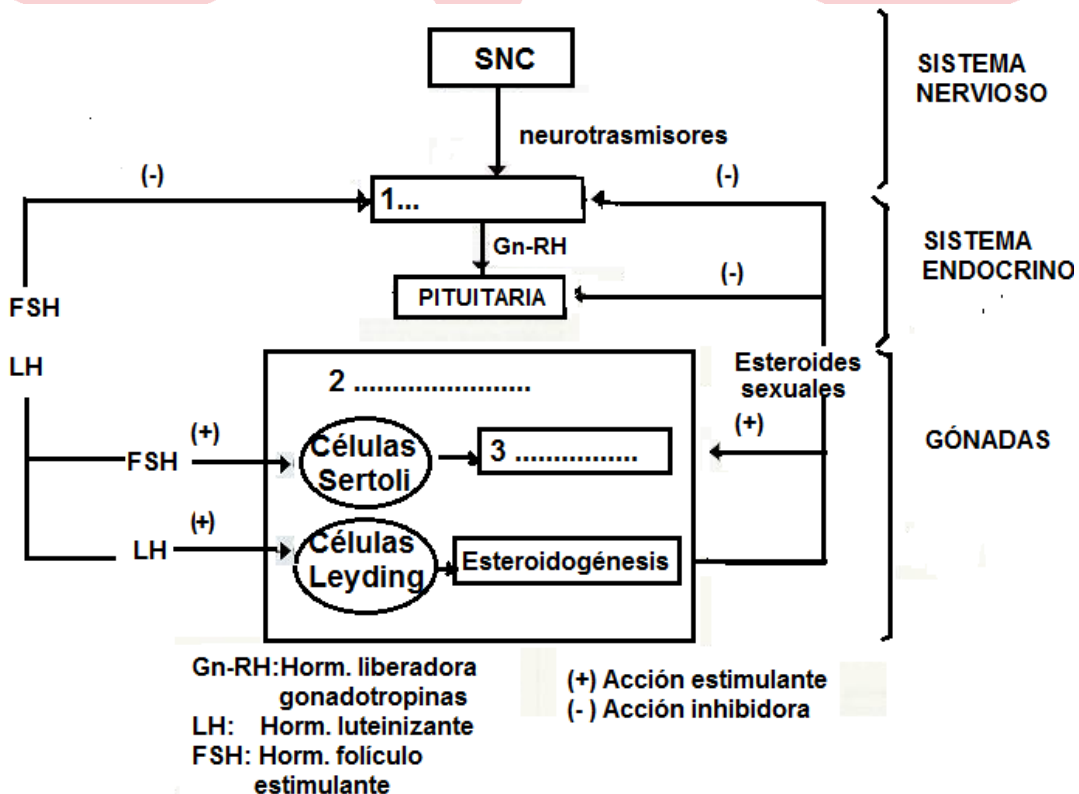 SNC
SISTEMA
NERVIOSO
neurotrasmisores
(-)
(-)
1...
Gn-RH
SISTEMA
ENDOCRINO
(-)
PITUITARIA
FSH
LH
Esteroides
sexuales
2 .......................
(+)
(+)
GÓNADAS
FSH
Células
Sertoli
3 ................
(+)
LH
Células
Leyding
Esteroidogénesis
Gn-RH:Horm. liberadora
gonadotropinas
LH: Horm. luteinizante
FSH: Horm. folículo
estimulante
(+) Acción estimulante
(-) Acción inhibidora